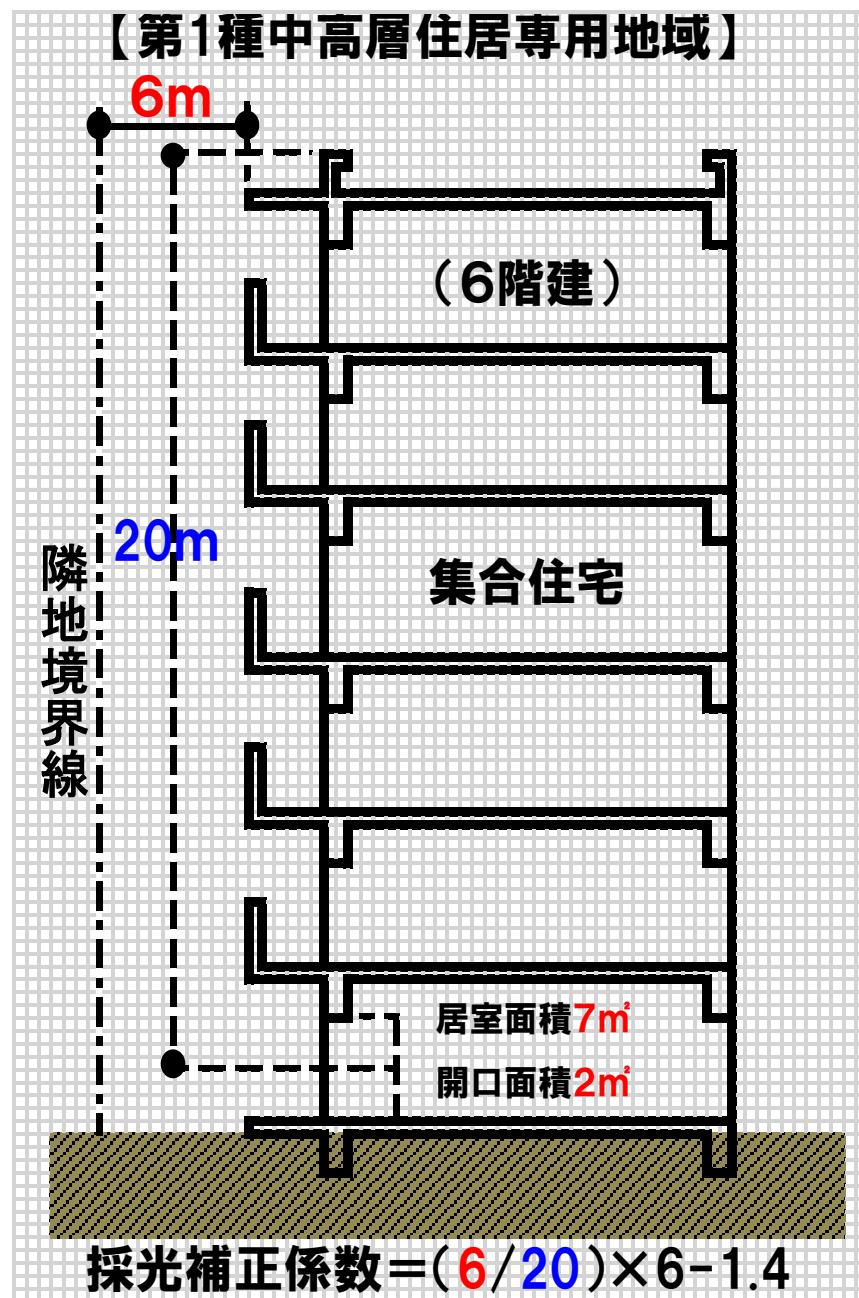 【第1種中高層住居専用地域】
6m
(6階建)
20m
隣地境界線
集合住宅
居室面積7㎡
開口面積2㎡
採光補正係数=(6/20)×6-1.4